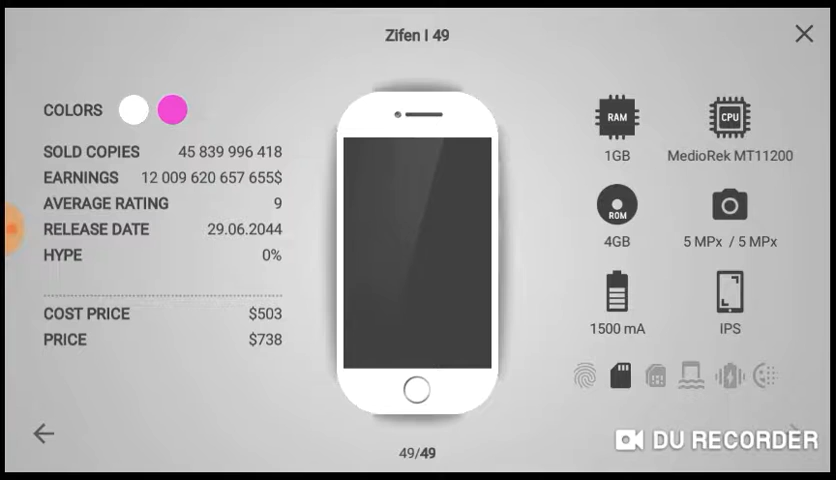 Zifen I 49
COLORS
SOLD COPIES 45 839 996 418
EARNINGS 12 009 620 657 655$
AVERAGE RATING 9
RELEASE DATE 29.06.2044
HYPE 0%
COST PRICE $503
PRICE $738
49/49
RAM
1GB
CPU
MedioRek MT11200
ROM
4GB
5 MPx / 5 MPx
1500 mA
IPS
DU RECORDER